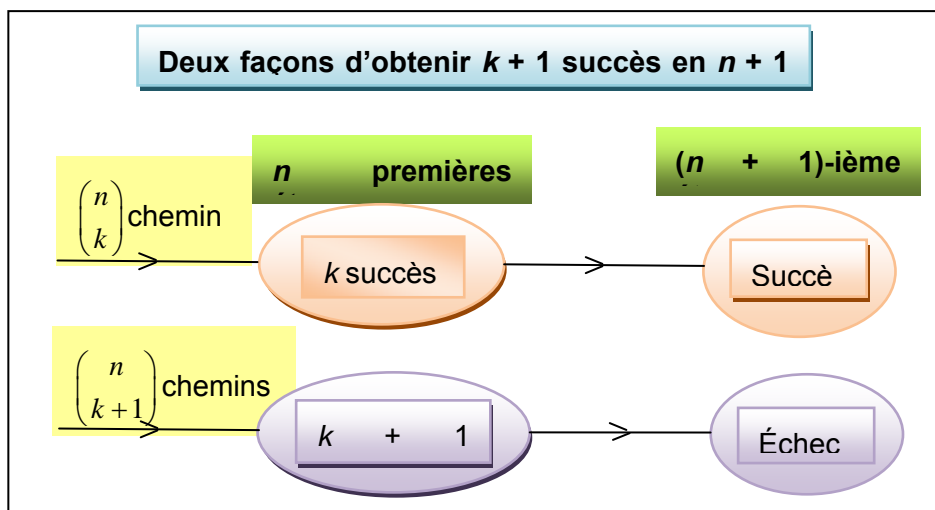 Deux façons d'obtenir k + 1 succès en n + 1
n premières
(n + 1)-ième
(n k) chemin
k succès
Succè
(n k+1) chemins
k + 1
Échec